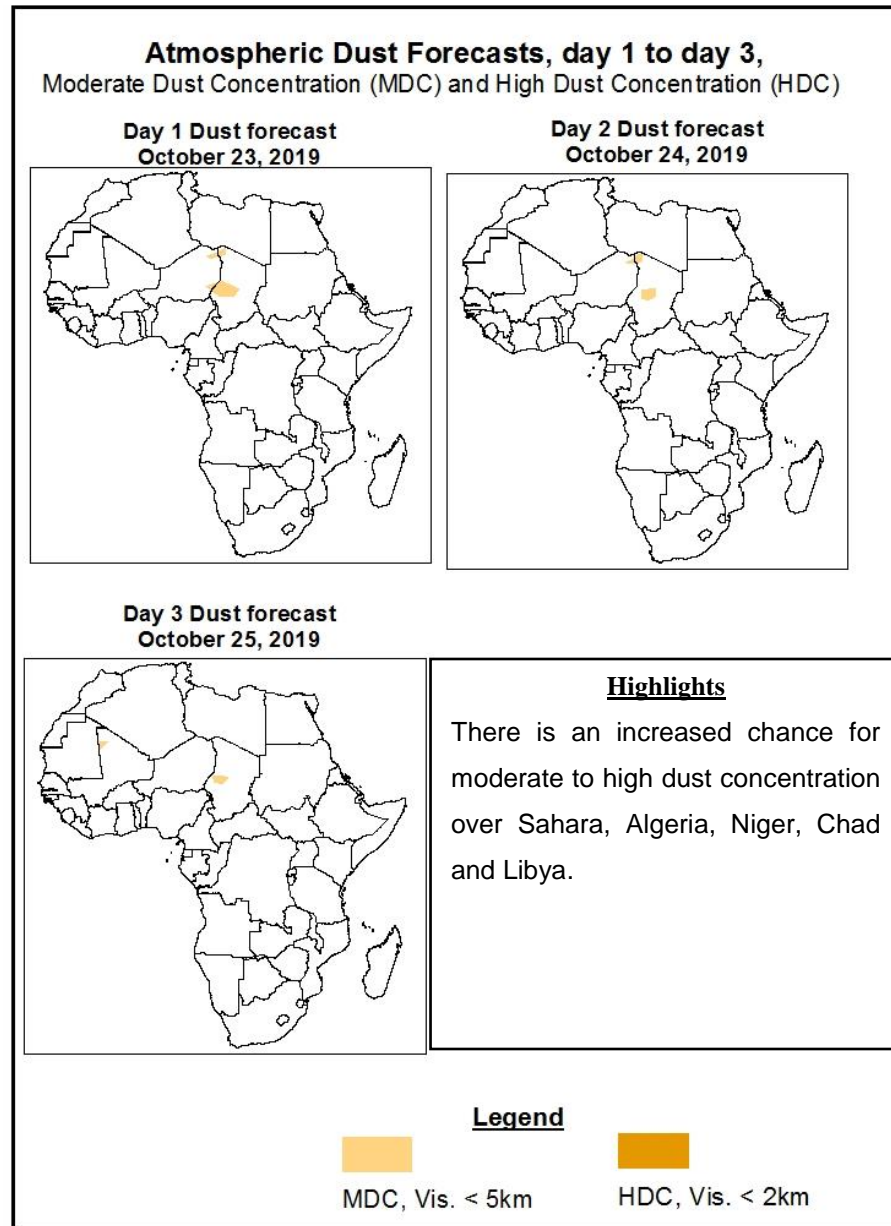 Atmospheric Dust Forecasts, day 1 to day 3,
Moderate Dust Concentration (MDC) and High Dust Concentration (HDC)
Day 1 Dust forecast
October 23, 2019
Day 2 Dust forecast
October 24, 2019
Day 3 Dust forecast
October 25, 2019
Highlights
There is an increased chance for
moderate to high dust concentration
over Sahara, Algeria, Niger, Chad
and Libya.
Legend
MDC, Vis. < 5km
HDC, Vis. < 2km